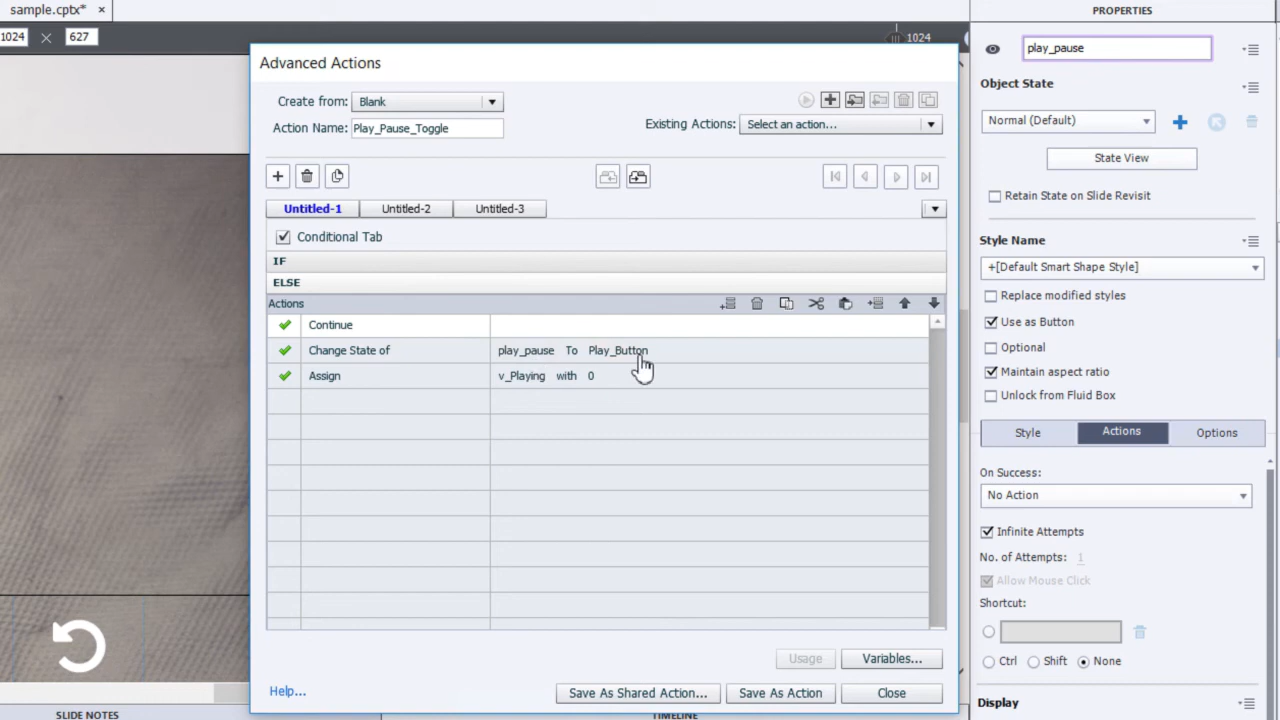 sample.cptx* ×
1024 × 627
1024
Advanced Actions
Create from: Blank
Action Name: Play_Pause_Toggle
Existing Actions: Select an action...
Untitled-1 Untitled-2 Untitled-3
Conditional Tab
IF
ELSE
Actions
Continue
Change State of play_pause To Play_Button
Assign v_Playing with 0
Usage Variables...
Help... Save As Shared Action... Save As Action Close
SLIDE NOTES TIMELINE
PROPERTIES
play_pause
Object State
Normal (Default)
State View
Retain State on Slide Revisit
Style Name
+[Default Smart Shape Style]
Replace modified styles
Use as Button
Optional
Maintain aspect ratio
Unlock from Fluid Box
Style Actions Options
On Success:
No Action
Infinite Attempts
No. of Attempts: 1
Allow Mouse Click
Shortcut:
Ctrl Shift None
Display